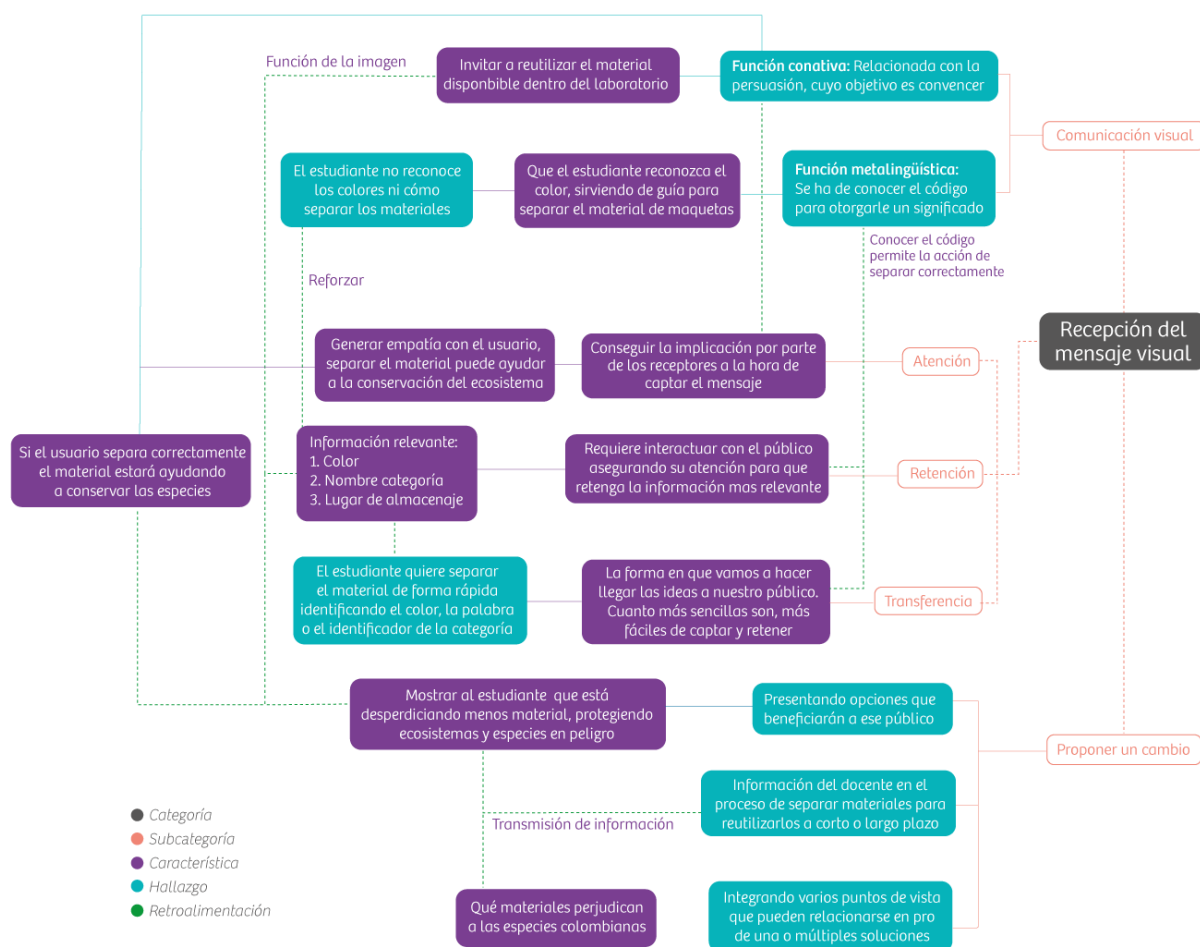 Función de la imagen
Invitar a reutilizar el material
disponbible dentro del laboratorio
Función conativa: Relacionada con la
persuasión, cuyo objetivo es convencer
Comunicación visual
El estudiante no reconoce
los colores ni cómo
separar los materiales
Que el estudiante reconozca el
color, sirviendo de guía para
separar el material de maquetas
Función metalingüística:
Se ha de conocer el código
para otorgarle un significado
Conocer el código
permite la acción de
separar correctamente
Reforzar
Recepción del
mensaje visual
Generar empatía con el usuario,
separar el material puede ayudar
a la conservación del ecosistema
Conseguir la implicación por parte
de los receptores a la hora de
captar el mensaje
Atención
Si el usuario separa correctamente
el material estará ayudando
a conservar las especies
Información relevante:
1. Color
2. Nombre categoría
3. Lugar de almacenaje
Requiere interactuar con el público
asegurando su atención para que
retenga la información mas relevante
Retención
El estudiante quiere separar
el material de forma rápida
identificando el color, la palabra
o el identificador de la categoría
La forma en que vamos a hacer
llegar las ideas a nuestro público.
Cuanto más sencillas son, más
fáciles de captar y retener
Transferencia
Mostrar al estudiante que está
desperdiciando menos material, protegiendo
ecosistemas y especies en peligro
Presentando opciones que
beneficiarán a ese público
Proponer un cambio
Información del docente en el
proceso de separar materiales para
reutilizarlos a corto o largo plazo
Transmisión de información
Qué materiales perjudican
a las especies colombianas
Integrando varios puntos de vista
que pueden relacionarse en pro
de una o múltiples soluciones
Categoría
Subcategoría
Característica
Hallazgo
Retroalimentación